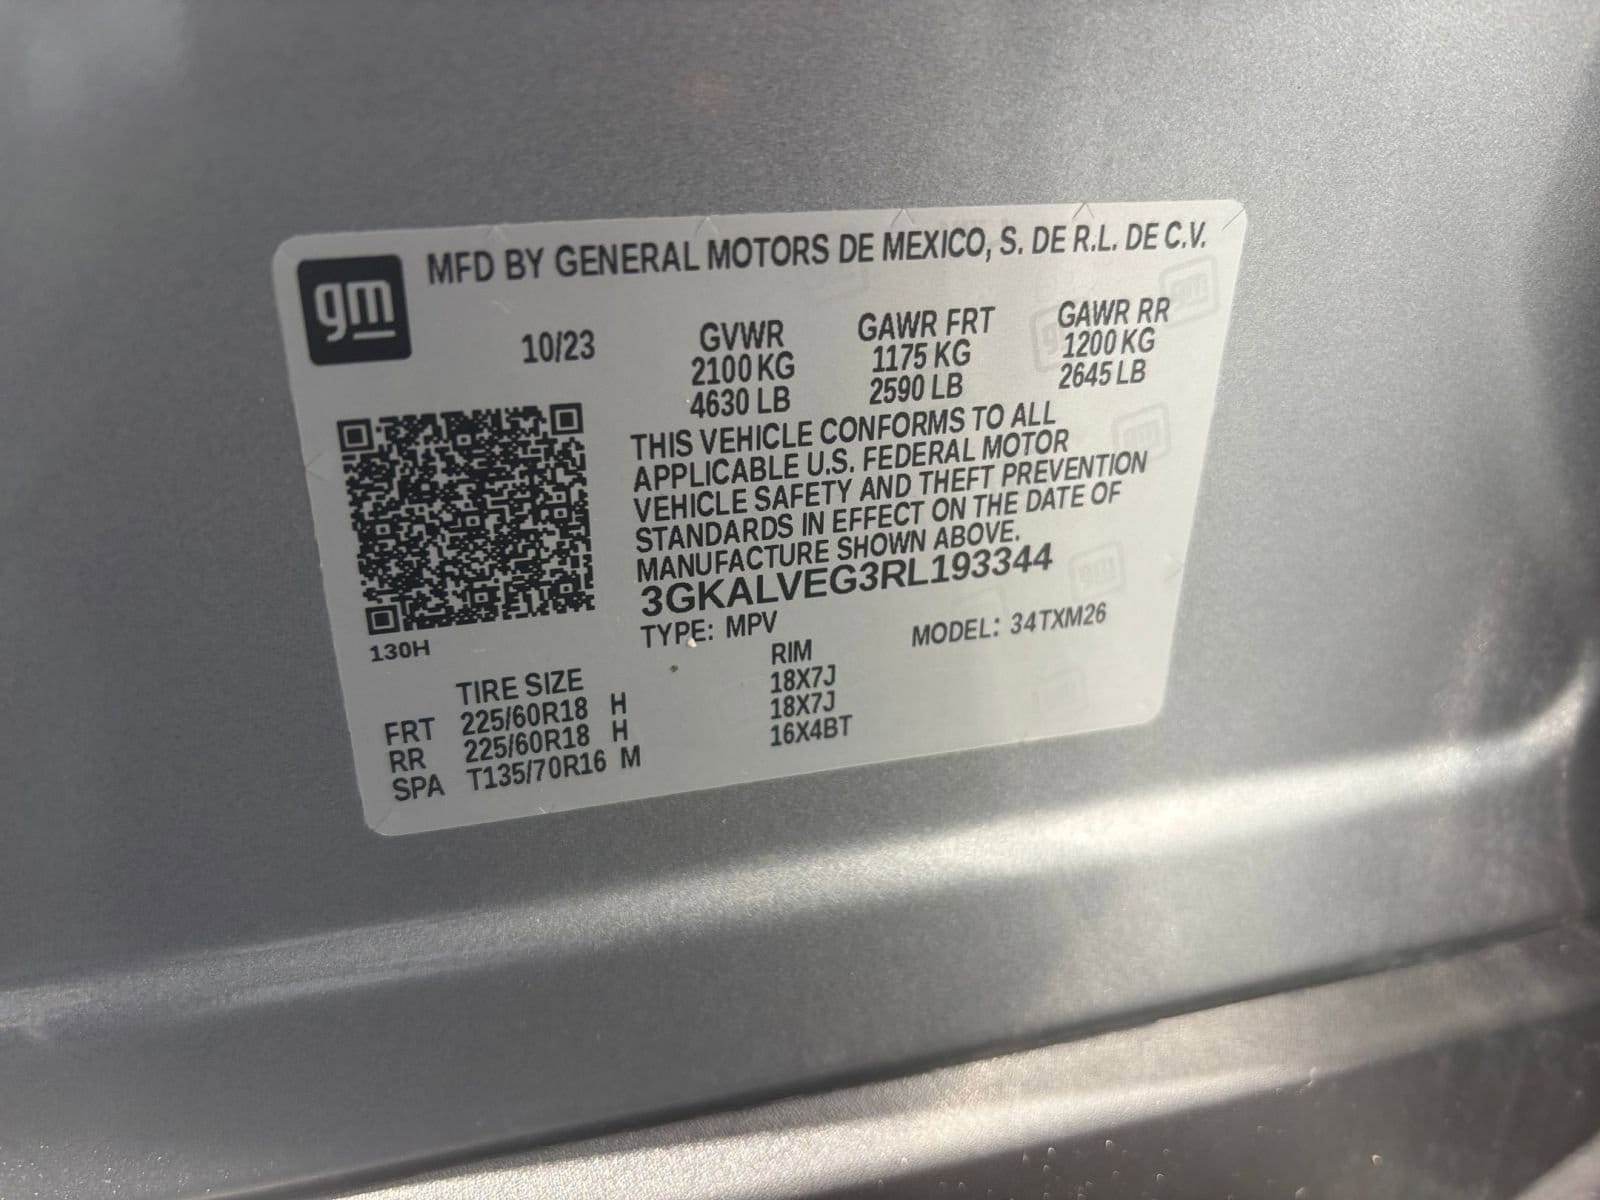 gm
MFD BY GENERAL MOTORS DE MEXICO, S. DE R.L. DE C.V.
10/23
GVWR
2100 KG
4630 LB
GAWR FRT
1175 KG
2590 LB
GAWR RR
1200 KG
2645 LB
THIS VEHICLE CONFORMS TO ALL
APPLICABLE U.S. FEDERAL MOTOR
VEHICLE SAFETY AND THEFT PREVENTION
STANDARDS IN EFFECT ON THE DATE OF
MANUFACTURE SHOWN ABOVE.
3GKALVEG3RL193344
TYPE: MPV
MODEL: 34TXM26
130H
TIRE SIZE RIM
FRT 225/60R18 H 18X7J
RR 225/60R18 H 18X7J
SPA T135/70R16 M 16X4BT